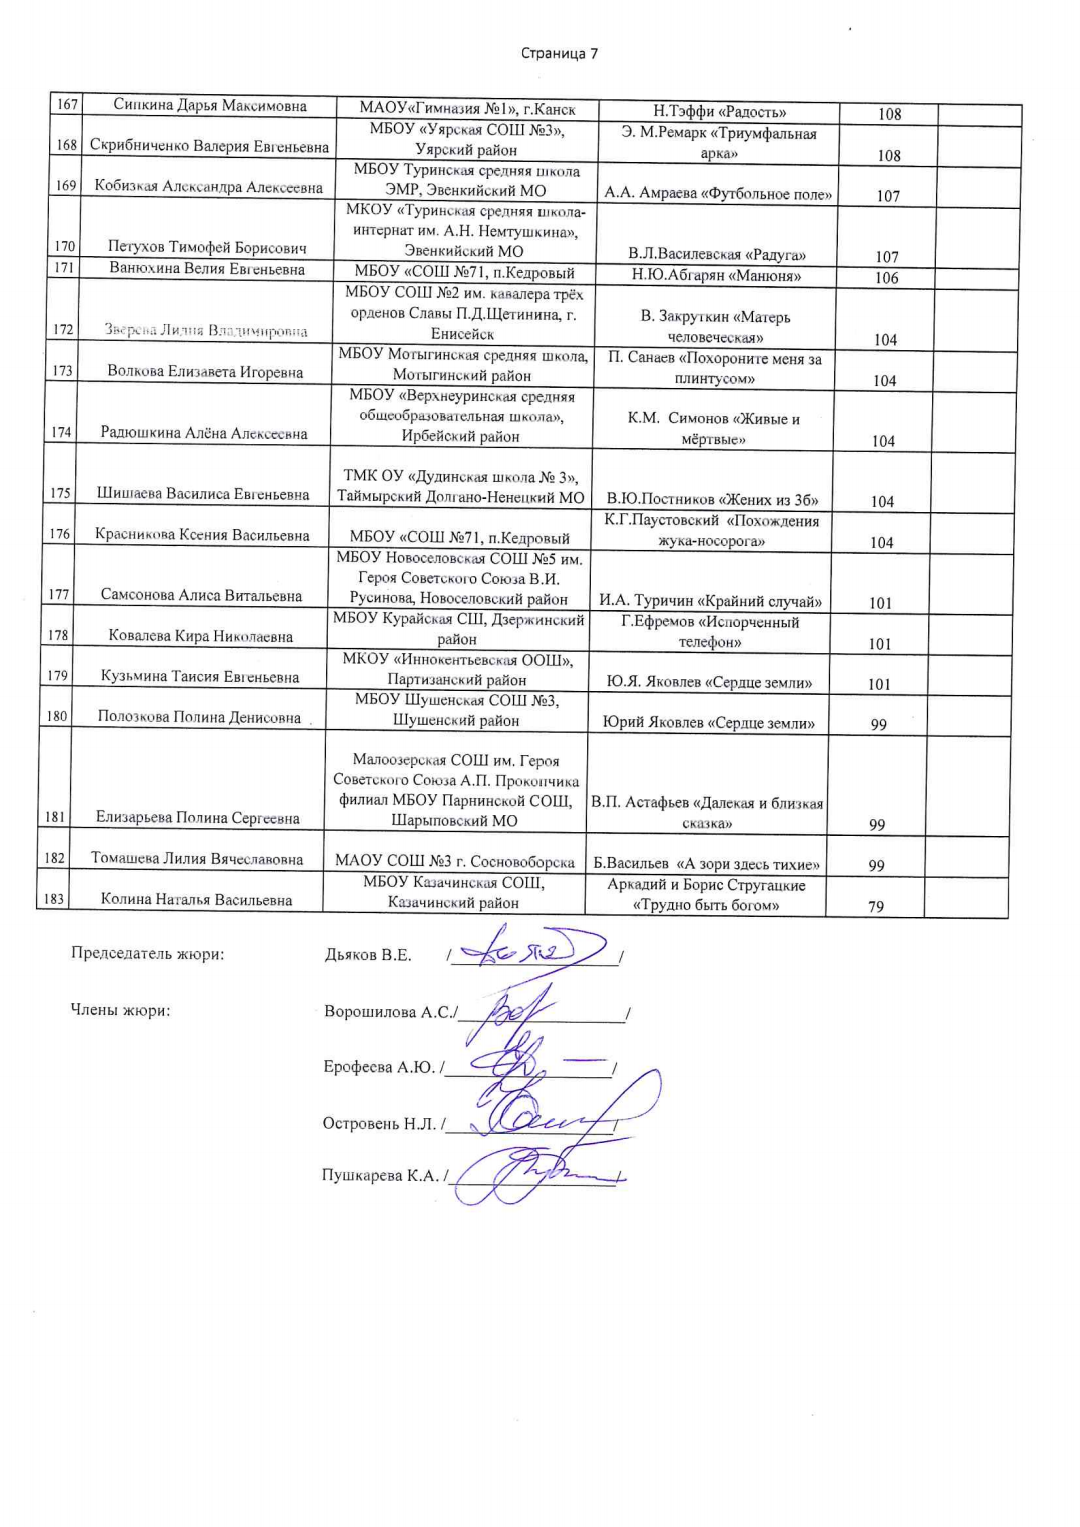 Страница 7
167 Сипкина Дарья Максимовна МАОУ«Гимназия №1», г.Канск Н.Тэффи «Радость» 108
168 Скрибниченко Валерия Евгеньевна МБОУ «Уярская СОШ №3», Уярский район Э. М.Ремарк «Триумфальная арка» 108
169 Кобизкая Александра Алексеевна МБОУ Туринская средняя школа ЭМР, Эвенкийский МО А.А. Амраева «Футбольное поле» 107
170 Петухов Тимофей Борисович МКОУ «Туринская средняя школа-интернат им. А.Н. Немтушкина», Эвенкийский МО В.Л.Василевская «Радуга» 107
171 Ванюхина Велия Евгеньевна МБОУ «СОШ №71, п.Кедровый Н.Ю.Абгарян «Манюня» 106
172 Зверева Лилия Владимировна МБОУ СОШ №2 им. кавалера трёх орденов Славы П.Д.Щетинина, г. Енисейск В. Закруткин «Матерь человеческая» 104
173 Волкова Елизавета Игоревна МБОУ Мотыгинская средняя школа, Мотыгинский район П. Санаев «Похороните меня за плинтусом» 104
174 Радюшкина Алёна Алексеевна МБОУ «Верхнеуринская средняя общеобразовательная школа», Ирбейский район К.М. Симонов «Живые и мёртвые» 104
175 Шишаева Василиса Евгеньевна ТМК ОУ «Дудинская школа № 3», Таймырский Долгано-Ненецкий МО В.Ю.Постников «Жених из 3б» 104
176 Красникова Ксения Васильевна МБОУ «СОШ №71, п.Кедровый К.Г.Паустовский «Похождения жука-носорога» 104
177 Самсонова Алиса Витальевна МБОУ Новоселовская СОШ №5 им. Героя Советского Союза В.И. Русинова, Новоселовский район И.А. Туричин «Крайний случай» 101
178 Ковалева Кира Николаевна МБОУ Курайская СШ, Дзержинский район Г.Ефремов «Испорченный телефон» 101
179 Кузьмина Таисия Евгеньевна МКОУ «Иннокентьевская ООШ», Партизанский район Ю.Я. Яковлев «Сердце земли» 101
180 Полозкова Полина Денисовна МБОУ Шушенская СОШ №3, Шушенский район Юрий Яковлев «Сердце земли» 99
181 Елизарьева Полина Сергеевна Малоозерская СОШ им. Героя Советского Союза А.П. Прокопчика филиал МБОУ Парнинской СОШ, Шарыповский МО В.П. Астафьев «Далекая и близкая сказка» 99
182 Томашева Лилия Вячеславовна МАОУ СОШ №3 г. Сосновоборска Б.Васильев «А зори здесь тихие» 99
183 Колина Наталья Васильевна МБОУ Казачинская СОШ, Казачинский район Аркадий и Борис Стругацкие «Трудно быть богом» 79
Председатель жюри: Дьяков В.Е. / /
Члены жюри: Ворошилова А.С./ /
Ерофеева А.Ю. / /
Островень Н.Л. / /
Пушкарева К.А. / /